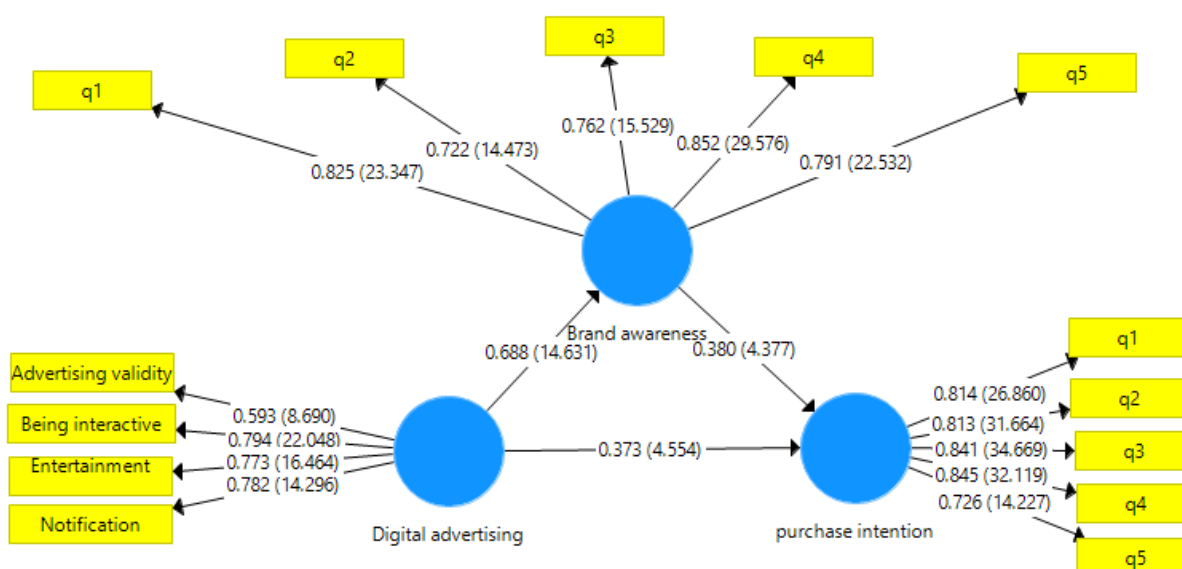 q3
q4
q2
q5
q1
0.762 (15.529)
0.852 (29.576)
0.722 (14.473)
0.791 (22.532)
0.825 (23.347)
Brand awareness
0.688 (14.631)
0.380 (4.377)
Advertising validity
Being interactive
Entertainment
Notification
0.593 (8.690)
0.794 (22.048)
0.773 (16.464)
0.782 (14.296)
0.373 (4.554)
Digital advertising
purchase intention
0.814 (26.860)
0.813 (31.664)
0.841 (34.669)
0.845 (32.119)
0.726 (14.227)
q1
q2
q3
q4
q5